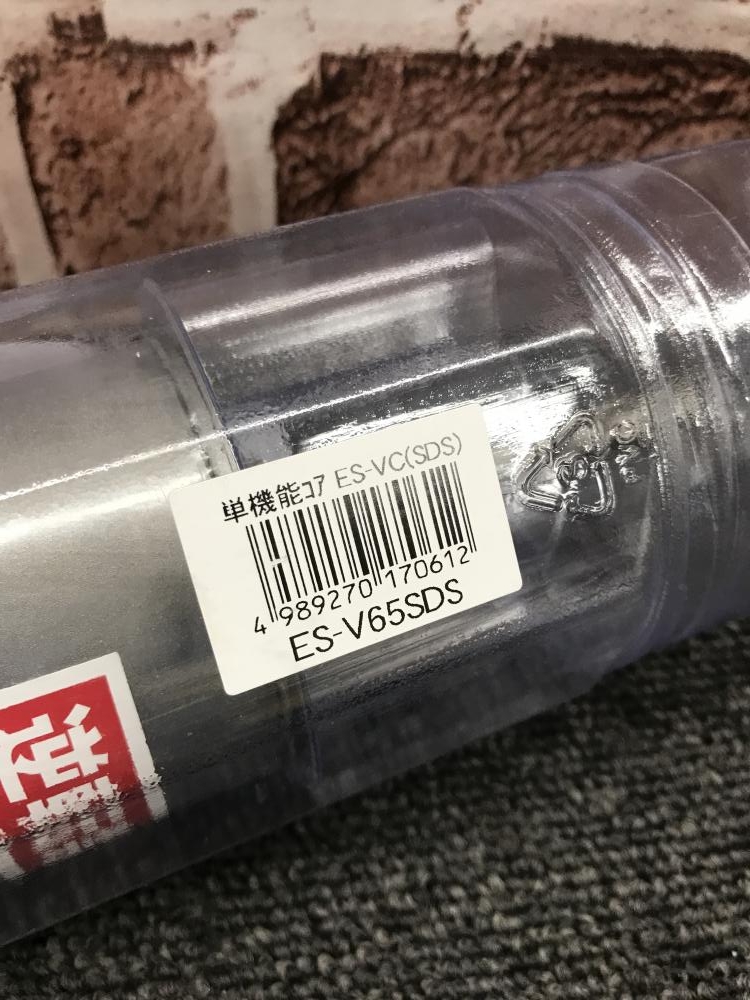 単機能ｺｱ ES-VC(SDS)
4 989270 170612
ES-V65SDS